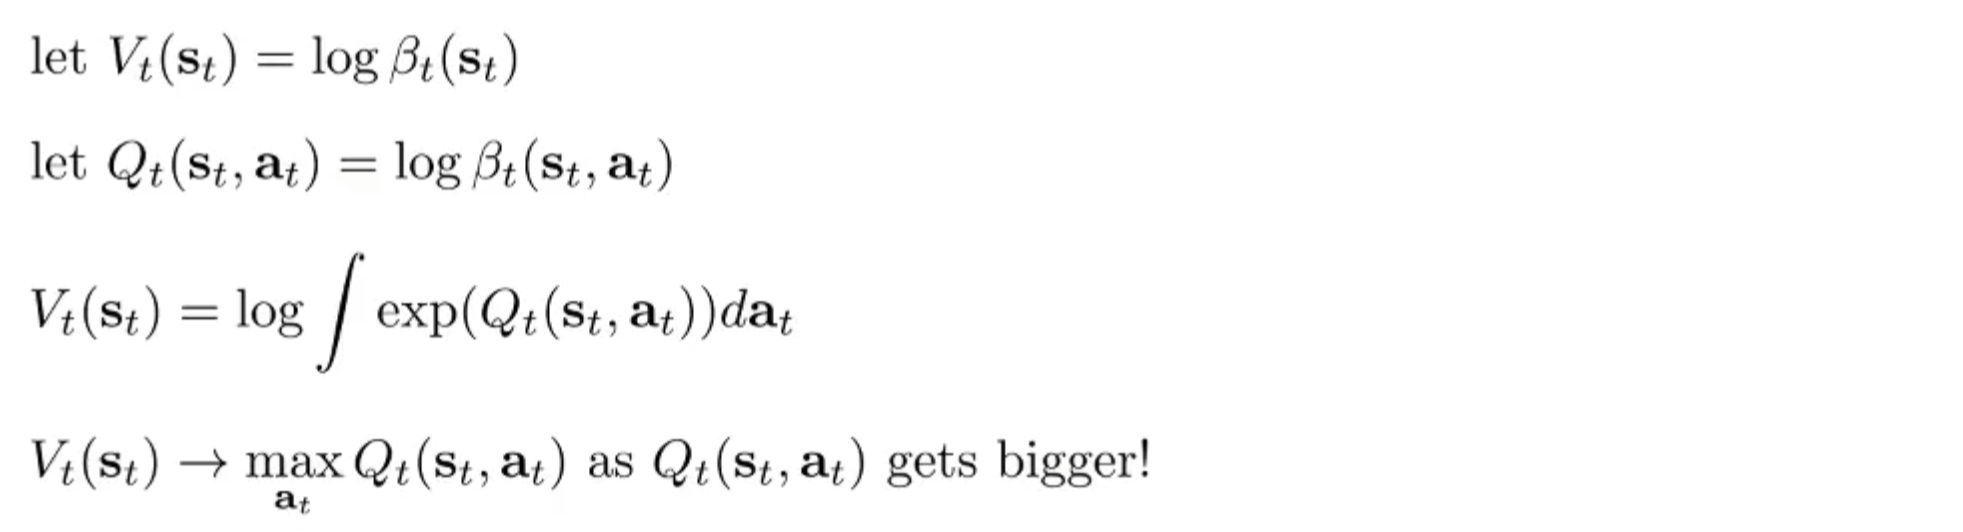 let V_t(s_t) = log β_t(s_t)
let Q_t(s_t, a_t) = log β_t(s_t, a_t)
V_t(s_t) = log ∫ exp(Q_t(s_t, a_t))da_t
V_t(s_t) → max_{a_t} Q_t(s_t, a_t) as Q_t(s_t, a_t) gets bigger!